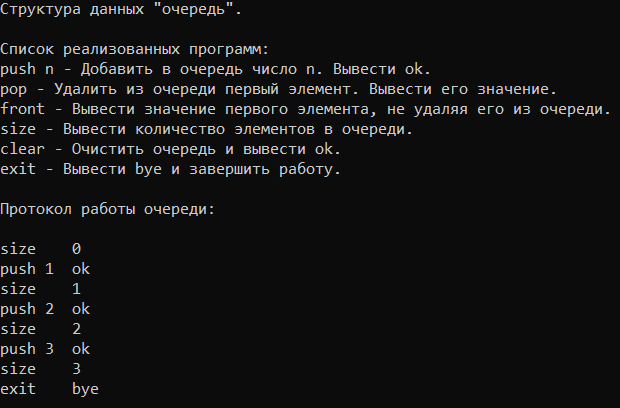 Структура данных "очередь".
Список реализованных программ:
push n - Добавить в очередь число n. Вывести ok.
pop - Удалить из очереди первый элемент. Вывести его значение.
front - Вывести значение первого элемента, не удаляя его из очереди.
size - Вывести количество элементов в очереди.
clear - Очистить очередь и вывести ok.
exit - Вывести bye и завершить работу.
Протокол работы очереди:
size 0
push 1 ok
size 1
push 2 ok
size 2
push 3 ok
size 3
exit bye